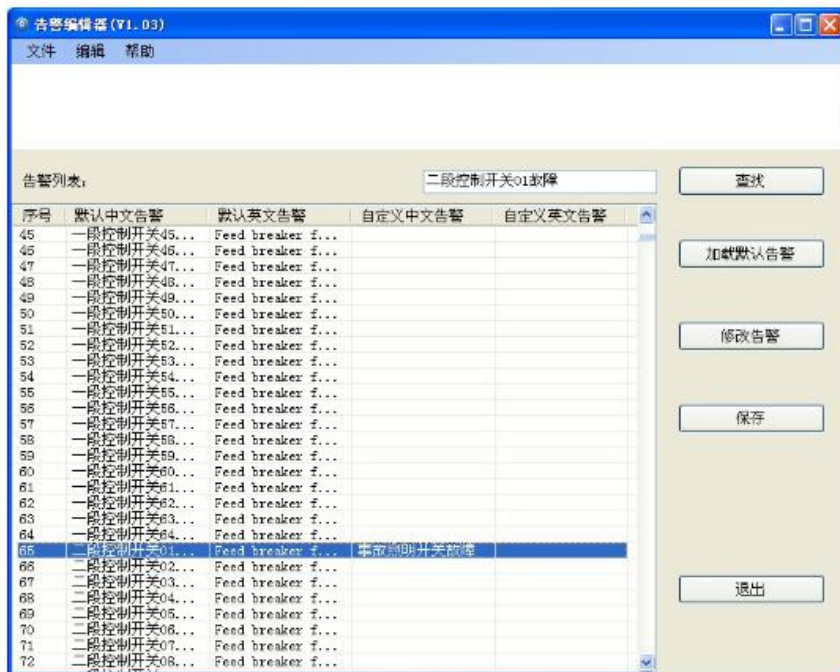 告警编辑器(V1.03)
文件 编辑 帮助
告警列表: 二段控制开关01故障 查找
序号 默认中文告警 默认英文告警 自定义中文告警 自定义英文告警
45 一段控制开关45... Feed breaker f...
46 一段控制开关46... Feed breaker f...
加载默认告警
47 一段控制开关47... Feed breaker f...
48 一段控制开关48... Feed breaker f...
49 一段控制开关49... Feed breaker f...
50 一段控制开关50... Feed breaker f...
51 一段控制开关51... Feed breaker f...
修改告警
52 一段控制开关52... Feed breaker f...
53 一段控制开关53... Feed breaker f...
54 一段控制开关54... Feed breaker f...
55 一段控制开关55... Feed breaker f...
56 一段控制开关56... Feed breaker f...
57 一段控制开关57... Feed breaker f...
保存
58 一段控制开关58... Feed breaker f...
59 一段控制开关59... Feed breaker f...
60 一段控制开关60... Feed breaker f...
61 一段控制开关61... Feed breaker f...
62 一段控制开关62... Feed breaker f...
63 一段控制开关63... Feed breaker f...
64 一段控制开关64... Feed breaker f...
65 二段控制开关01... Feed breaker f... 事故照明开关故障
66 二段控制开关02... Feed breaker f...
67 二段控制开关03... Feed breaker f...
68 二段控制开关04... Feed breaker f...
退出
69 二段控制开关05... Feed breaker f...
70 二段控制开关06... Feed breaker f...
71 二段控制开关07... Feed breaker f...
72 二段控制开关08... Feed breaker f...